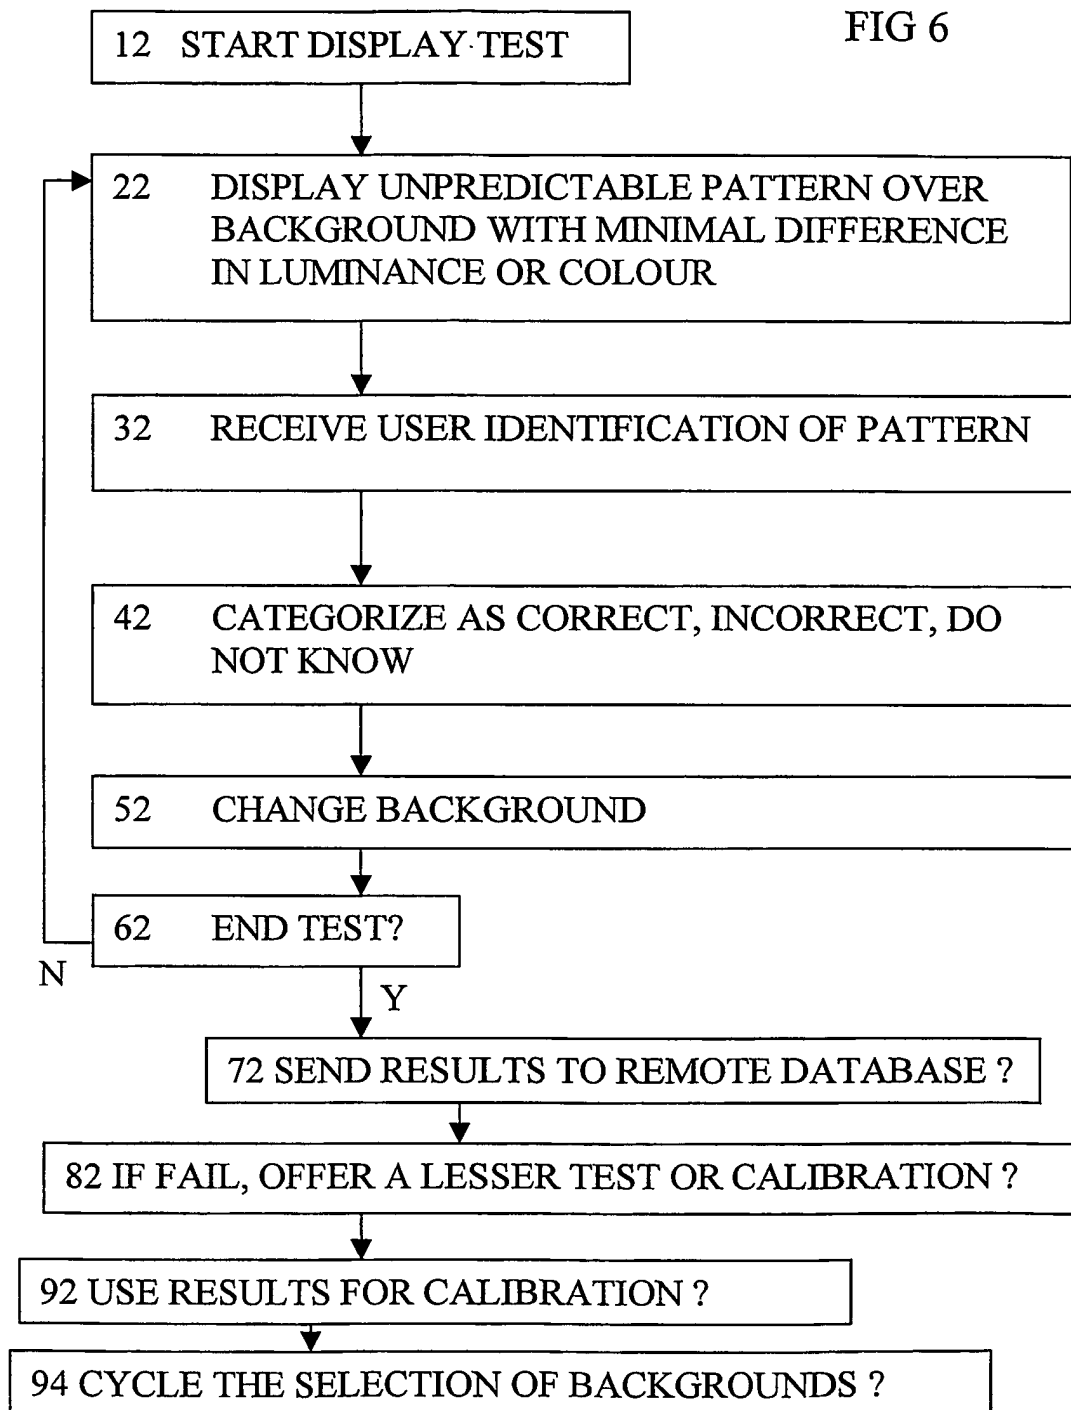 FIG 6
12 START DISPLAY TEST
22 DISPLAY UNPREDICTABLE PATTERN OVER
BACKGROUND WITH MINIMAL DIFFERENCE
IN LUMINANCE OR COLOUR
32 RECEIVE USER IDENTIFICATION OF PATTERN
42 CATEGORIZE AS CORRECT, INCORRECT, DO
NOT KNOW
52 CHANGE BACKGROUND
62 END TEST?
N
Y
72 SEND RESULTS TO REMOTE DATABASE ?
82 IF FAIL, OFFER A LESSER TEST OR CALIBRATION ?
92 USE RESULTS FOR CALIBRATION ?
94 CYCLE THE SELECTION OF BACKGROUNDS ?